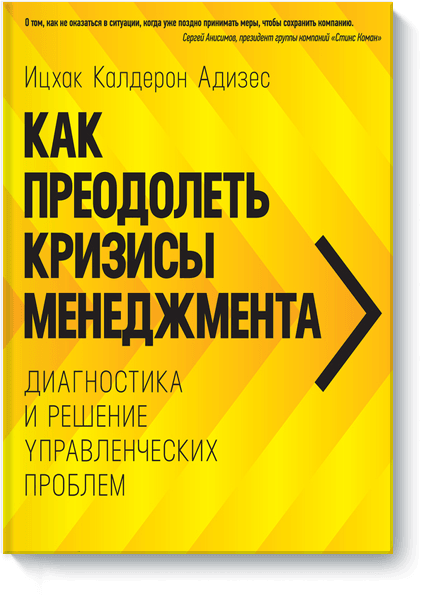 О том, как не оказаться в ситуации, когда уже поздно принимать меры, чтобы сохранить компанию.
Сергей Анисимов, президент группы компаний «Стинс Коман»
Ицхак Калдерон Адизес
КАК
ПРЕОДОЛЕТЬ
КРИЗИСЫ
МЕНЕДЖМЕНТА
ДИАГНОСТИКА
И РЕШЕНИЕ
УПРАВЛЕНЧЕСКИХ
ПРОБЛЕМ